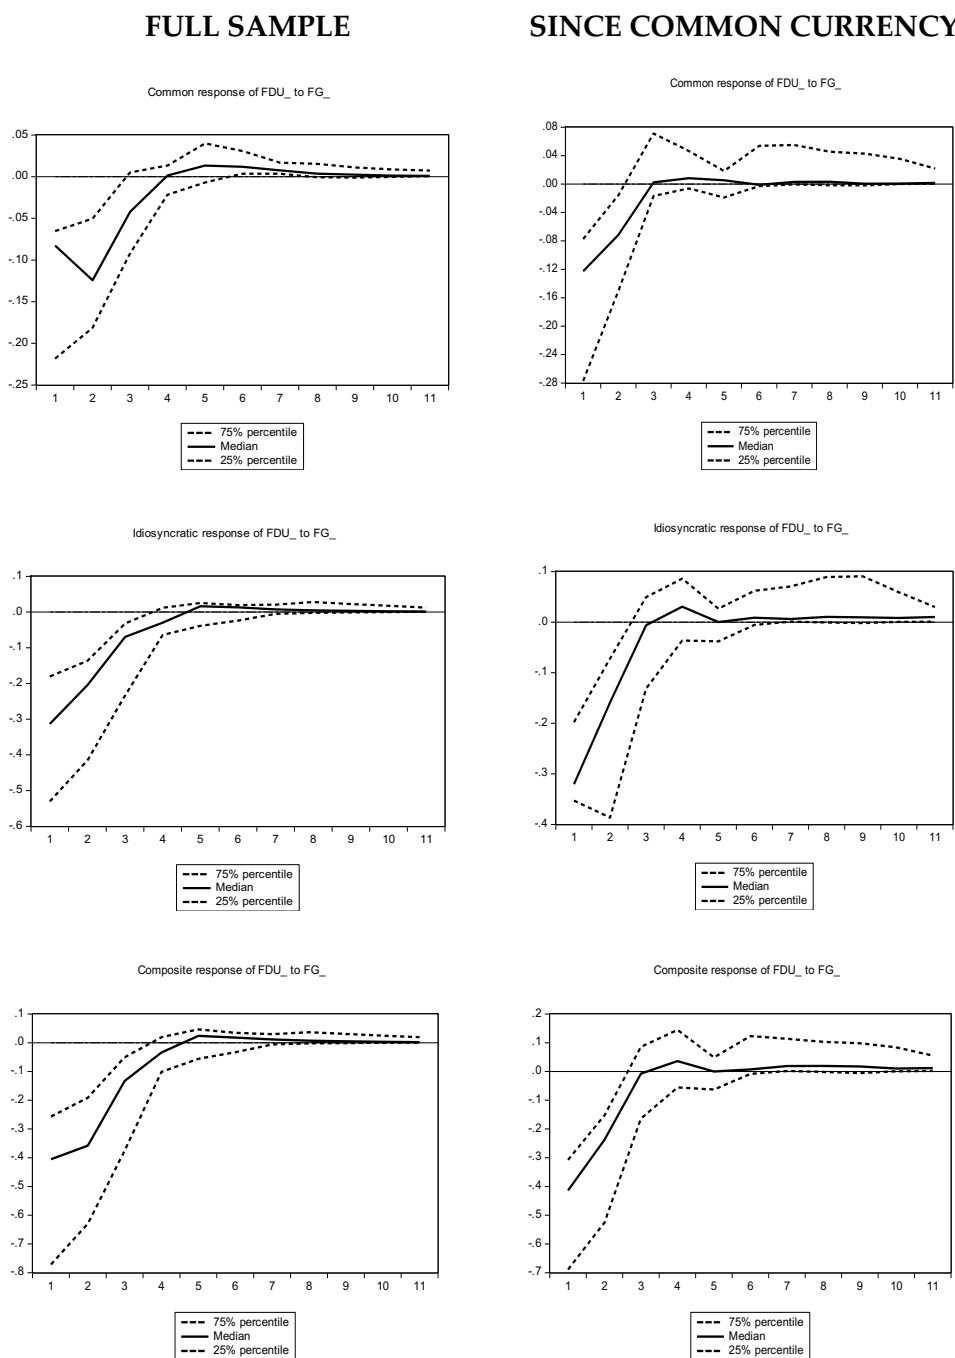 FULL SAMPLE
SINCE COMMON CURRENCY
Common response of FDU_ to FG_
.05
.00
-.05
-.10
-.15
-.20
-.25
1 2 3 4 5 6 7 8 9 10 11
75% percentile
Median
25% percentile
Common response of FDU_ to FG_
.08
.04
.00
-.04
-.08
-.12
-.16
-.20
-.24
-.28
1 2 3 4 5 6 7 8 9 10 11
75% percentile
Median
25% percentile
Idiosyncratic response of FDU_ to FG_
.1
.0
-.1
-.2
-.3
-.4
-.5
-.6
1 2 3 4 5 6 7 8 9 10 11
75% percentile
Median
25% percentile
Idiosyncratic response of FDU_ to FG_
.1
.0
-.1
-.2
-.3
-.4
1 2 3 4 5 6 7 8 9 10 11
75% percentile
Median
25% percentile
Composite response of FDU_ to FG_
.1
.0
-.1
-.2
-.3
-.4
-.5
-.6
-.7
-.8
1 2 3 4 5 6 7 8 9 10 11
75% percentile
Median
25% percentile
Composite response of FDU_ to FG_
.2
.1
.0
-.1
-.2
-.3
-.4
-.5
-.6
-.7
1 2 3 4 5 6 7 8 9 10 11
75% percentile
Median
25% percentile